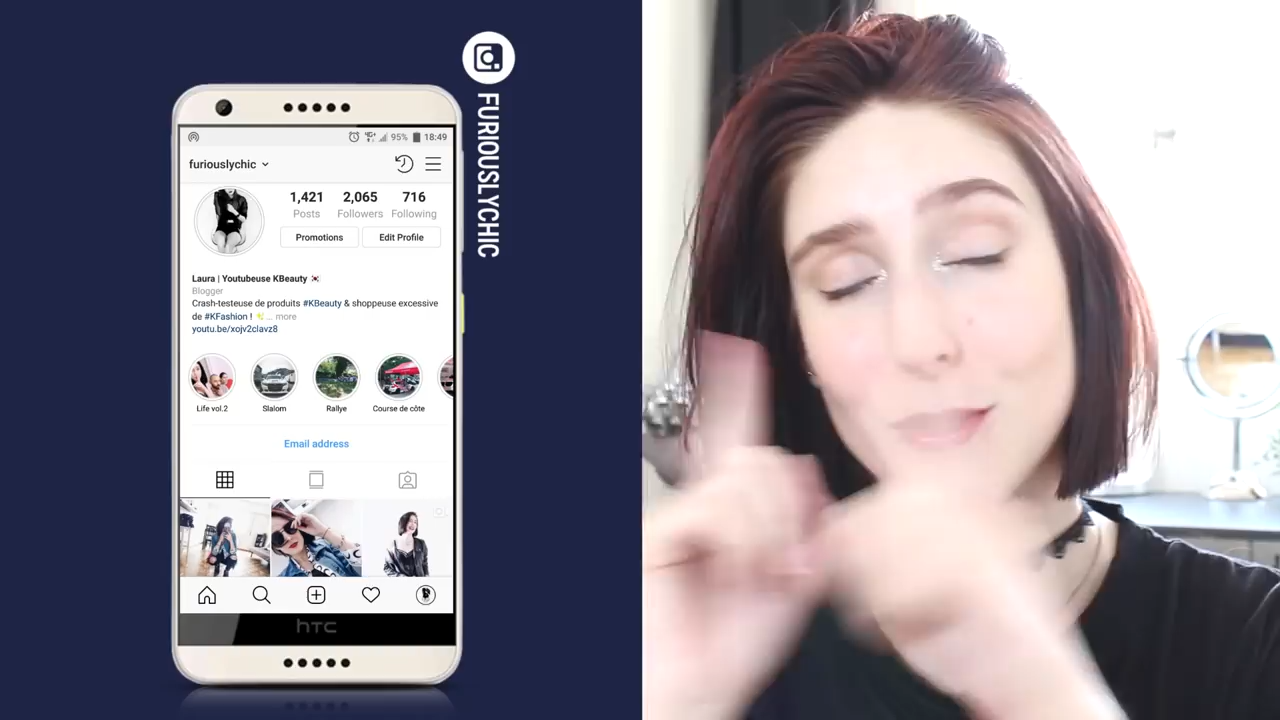 FURIOUSLYCHIC
95% 18:49
furiouslychic
1,421 2,065 716
Posts Followers Following
Promotions Edit Profile
Laura | Youtubeuse KBeauty 🇰🇷
Blogger
Crash-testeuse de produits #KBeauty & shoppeuse excessive
de #KFashion ! ✨ ... more
youtu.be/xojv2clavz8
Life vol.2 Slalom Rallye Course de côte
Email address
hTC